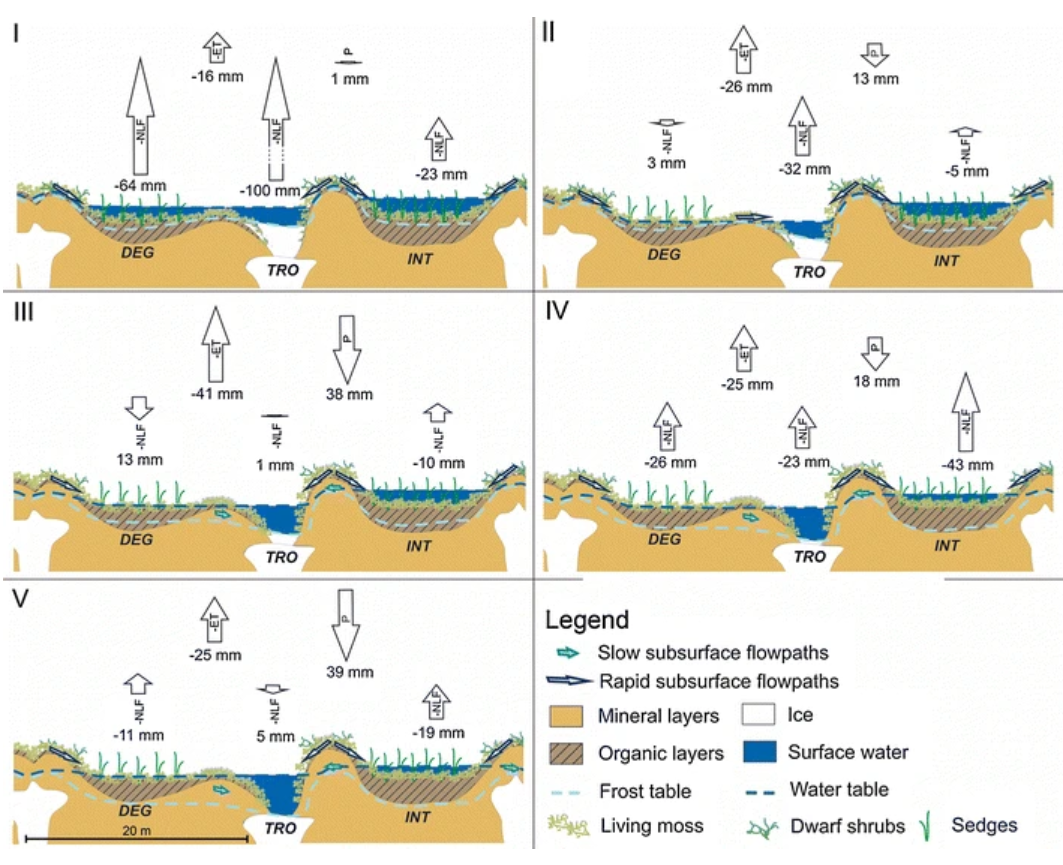 I
-ET
-16 mm
P
1 mm
-NLF
-64 mm
-NLF
-100 mm
-NLF
-23 mm
DEG
TRO
INT
II
-ET
-26 mm
P
13 mm
-NLF
3 mm
-NLF
-32 mm
-NLF
-5 mm
DEG
TRO
INT
III
-ET
-41 mm
P
38 mm
-NLF
13 mm
-NLF
1 mm
-NLF
-10 mm
DEG
TRO
INT
IV
-ET
-25 mm
P
18 mm
-NLF
-26 mm
-NLF
-23 mm
-NLF
-43 mm
DEG
TRO
INT
V
-ET
-25 mm
P
39 mm
-NLF
-11 mm
-NLF
5 mm
-NLF
-19 mm
DEG
TRO
INT
20 m
Legend
Slow subsurface flowpaths
Rapid subsurface flowpaths
Mineral layers
Ice
Organic layers
Surface water
Frost table
Water table
Living moss
Dwarf shrubs
Sedges